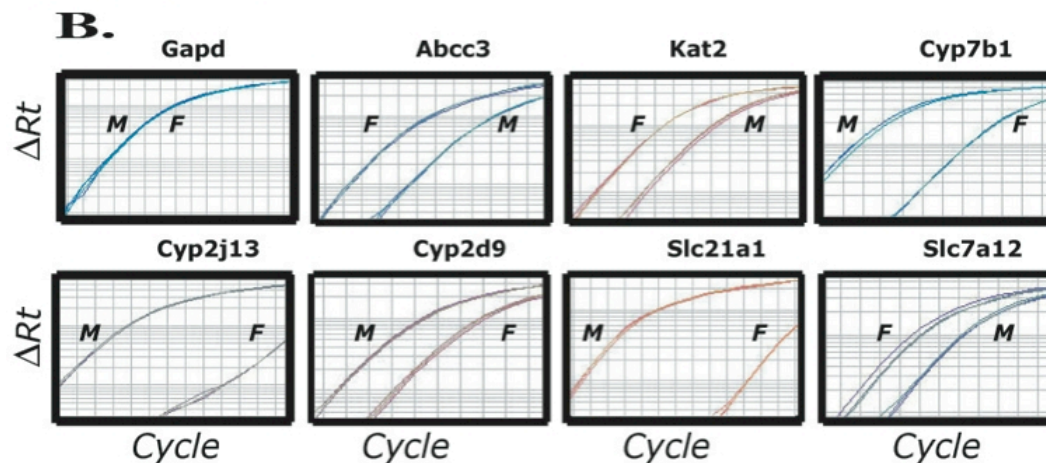 B.
Gapd Abcc3 Kat2 Cyp7b1
ΔRt M F F M F M M F
Cyp2j13 Cyp2d9 Slc21a1 Slc7a12
ΔRt M F M F M F F M
Cycle Cycle Cycle Cycle